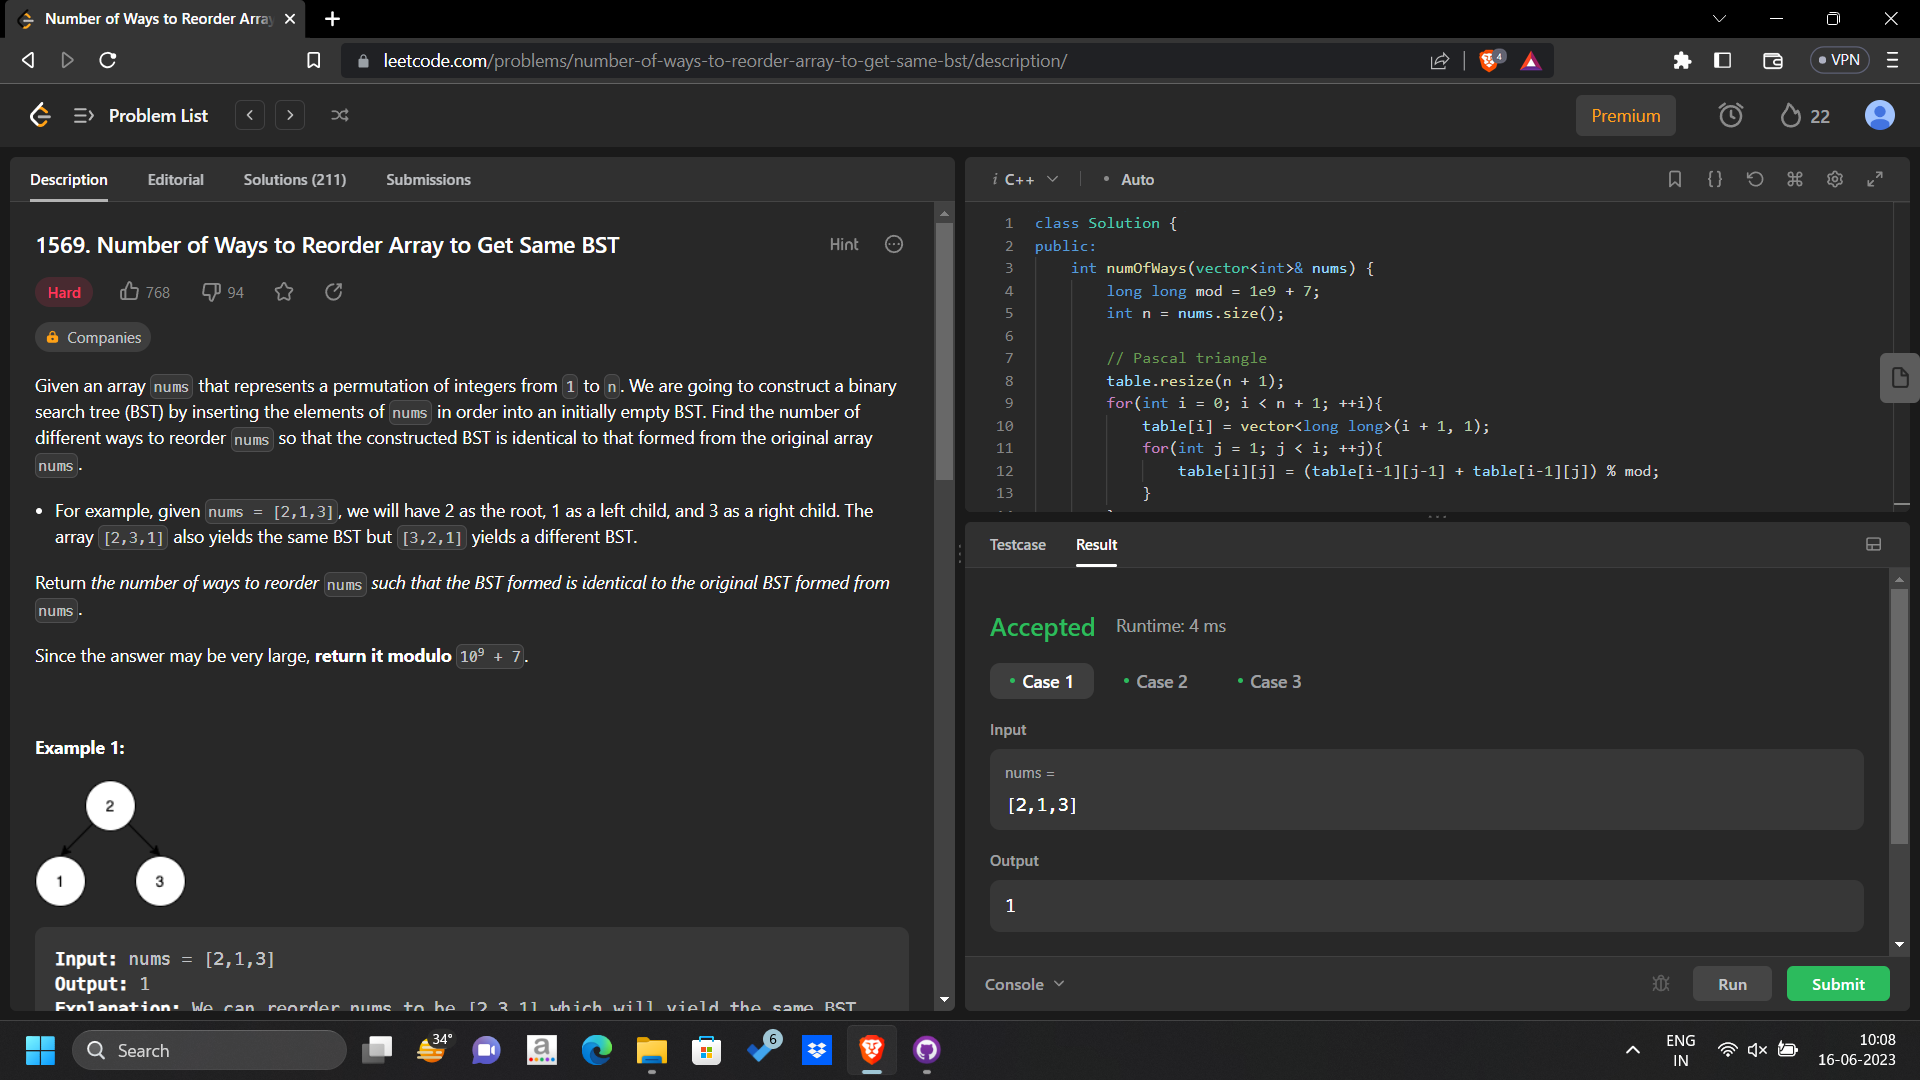 Number of Ways to Reorder Arra
leetcode.com/problems/number-of-ways-to-reorder-array-to-get-same-bst/description/
4
VPN
Problem List
Premium
22
Description
Editorial
Solutions (211)
Submissions
1569. Number of Ways to Reorder Array to Get Same BST
Hint
Hard
768
94
Companies
Given an array nums that represents a permutation of integers from 1 to n. We are going to construct a binary
search tree (BST) by inserting the elements of nums in order into an initially empty BST. Find the number of
different ways to reorder nums so that the constructed BST is identical to that formed from the original array
nums.
• For example, given nums = [2,1,3], we will have 2 as the root, 1 as a left child, and 3 as a right child. The
array [2,3,1] also yields the same BST but [3,2,1] yields a different BST.
Return the number of ways to reorder nums such that the BST formed is identical to the original BST formed from
nums.
Since the answer may be very large, return it modulo 10⁹ + 7.
Example 1:
2
1
3
Input: nums = [2,1,3]
Output: 1
Explanation: We can reorder nums to be [2,3,1] which will yield the same BST
i C++
• Auto
{}
1 class Solution {
2 public:
3 int numOfWays(vector<int>& nums) {
4 long long mod = 1e9 + 7;
5 int n = nums.size();
6
7 // Pascal triangle
8 table.resize(n + 1);
9 for(int i = 0; i < n + 1; ++i){
10 table[i] = vector<long long>(i + 1, 1);
11 for(int j = 1; j < i; ++j){
12 table[i][j] = (table[i-1][j-1] + table[i-1][j]) % mod;
13 }
Testcase
Result
Accepted
Runtime: 4 ms
• Case 1
• Case 2
• Case 3
Input
nums =
[2,1,3]
Output
1
Console
Run
Submit
Search
34°
a
6
ENG
IN
10:08
16-06-2023